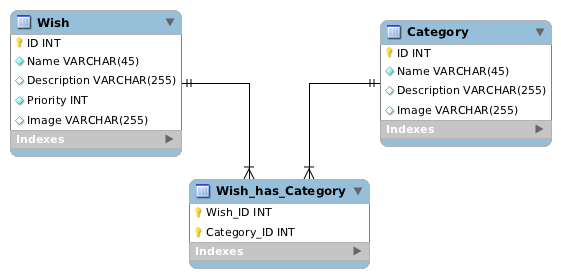 Wish
ID INT
Name VARCHAR(45)
Description VARCHAR(255)
Priority INT
Image VARCHAR(255)
Indexes
Category
ID INT
Name VARCHAR(45)
Description VARCHAR(255)
Image VARCHAR(255)
Indexes
Wish_has_Category
Wish_ID INT
Category_ID INT
Indexes